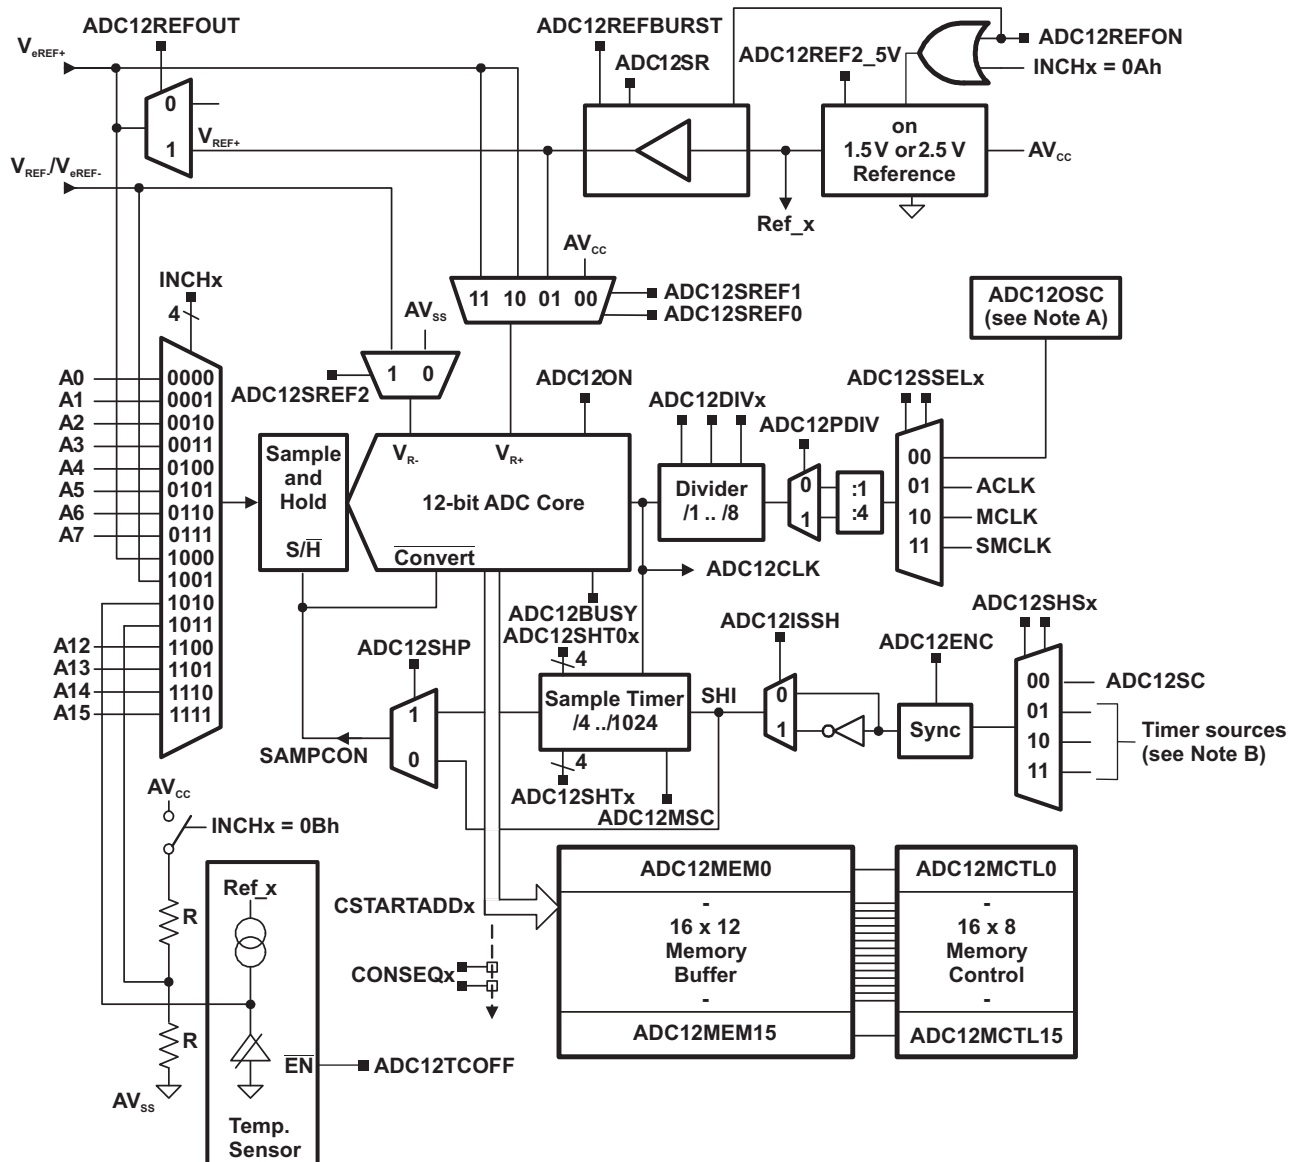 ADC12REFOUT
ADC12REFBURST
ADC12SR
ADC12REF2_5V
ADC12REFON
INCHx = 0Ah
VeREF+
0
1
VREF+
VREF-/VeREF-
on
1.5 V or 2.5 V
Reference
AVCC
Ref_x
AVCC
INCHx
4
AVSS
11 10 01 00
ADC12SREF1
ADC12SREF0
ADC12OSC
(see Note A)
1 0
ADC12SREF2
ADC12ON
ADC12DIVx
ADC12PDIV
ADC12SSELx
A0 0000
A1 0001
A2 0010
A3 0011
A4 0100
A5 0101
A6 0110
A7 0111
1000
1001
1010
1011
A12 1100
A13 1101
A14 1110
A15 1111
Sample
and
Hold
S/H
VR-
VR+
12-bit ADC Core
Convert
Divider
/1 .. /8
0
1
:1
:4
00
01
10
11
ACLK
MCLK
SMCLK
ADC12CLK
ADC12BUSY
ADC12SHT0x
4
ADC12SHP
ADC12ISSH
ADC12ENC
ADC12SHSx
1
0
SAMPCON
Sample Timer
/4 ../1024
SHI
0
1
Sync
00
01
10
11
ADC12SC
Timer sources
(see Note B)
4
ADC12SHTx
ADC12MSC
AVCC
INCHx = 0Bh
R
R
AVSS
Ref_x
EN
ADC12TCOFF
Temp.
Sensor
CSTARTADDx
CONSEQx
ADC12MEM0
-
16 x 12
Memory
Buffer
-
ADC12MEM15
ADC12MCTL0
-
16 x 8
Memory
Control
-
ADC12MCTL15